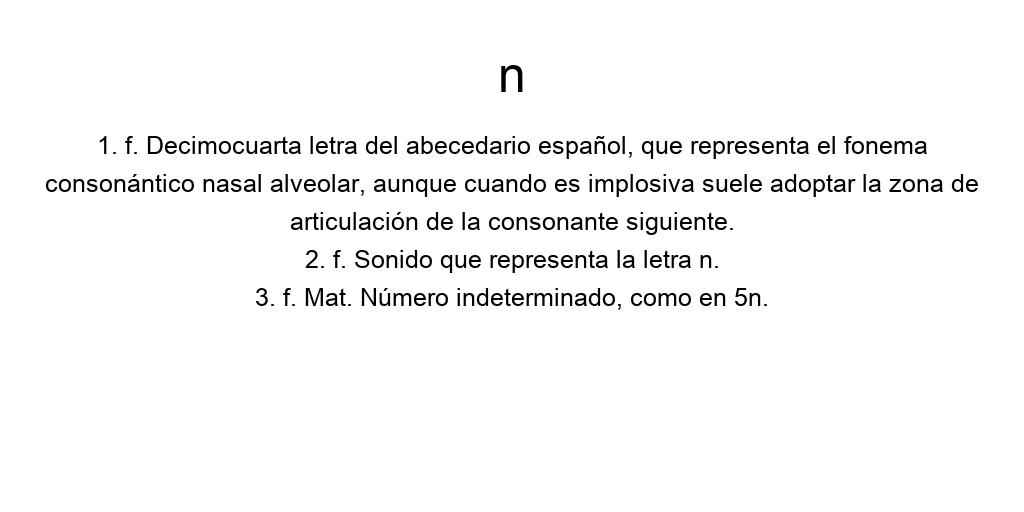 n
1. f. Decimocuarta letra del abecedario español, que representa el fonema
consonántico nasal alveolar, aunque cuando es implosiva suele adoptar la zona de
articulación de la consonante siguiente.
2. f. Sonido que representa la letra n.
3. f. Mat. Número indeterminado, como en 5n.